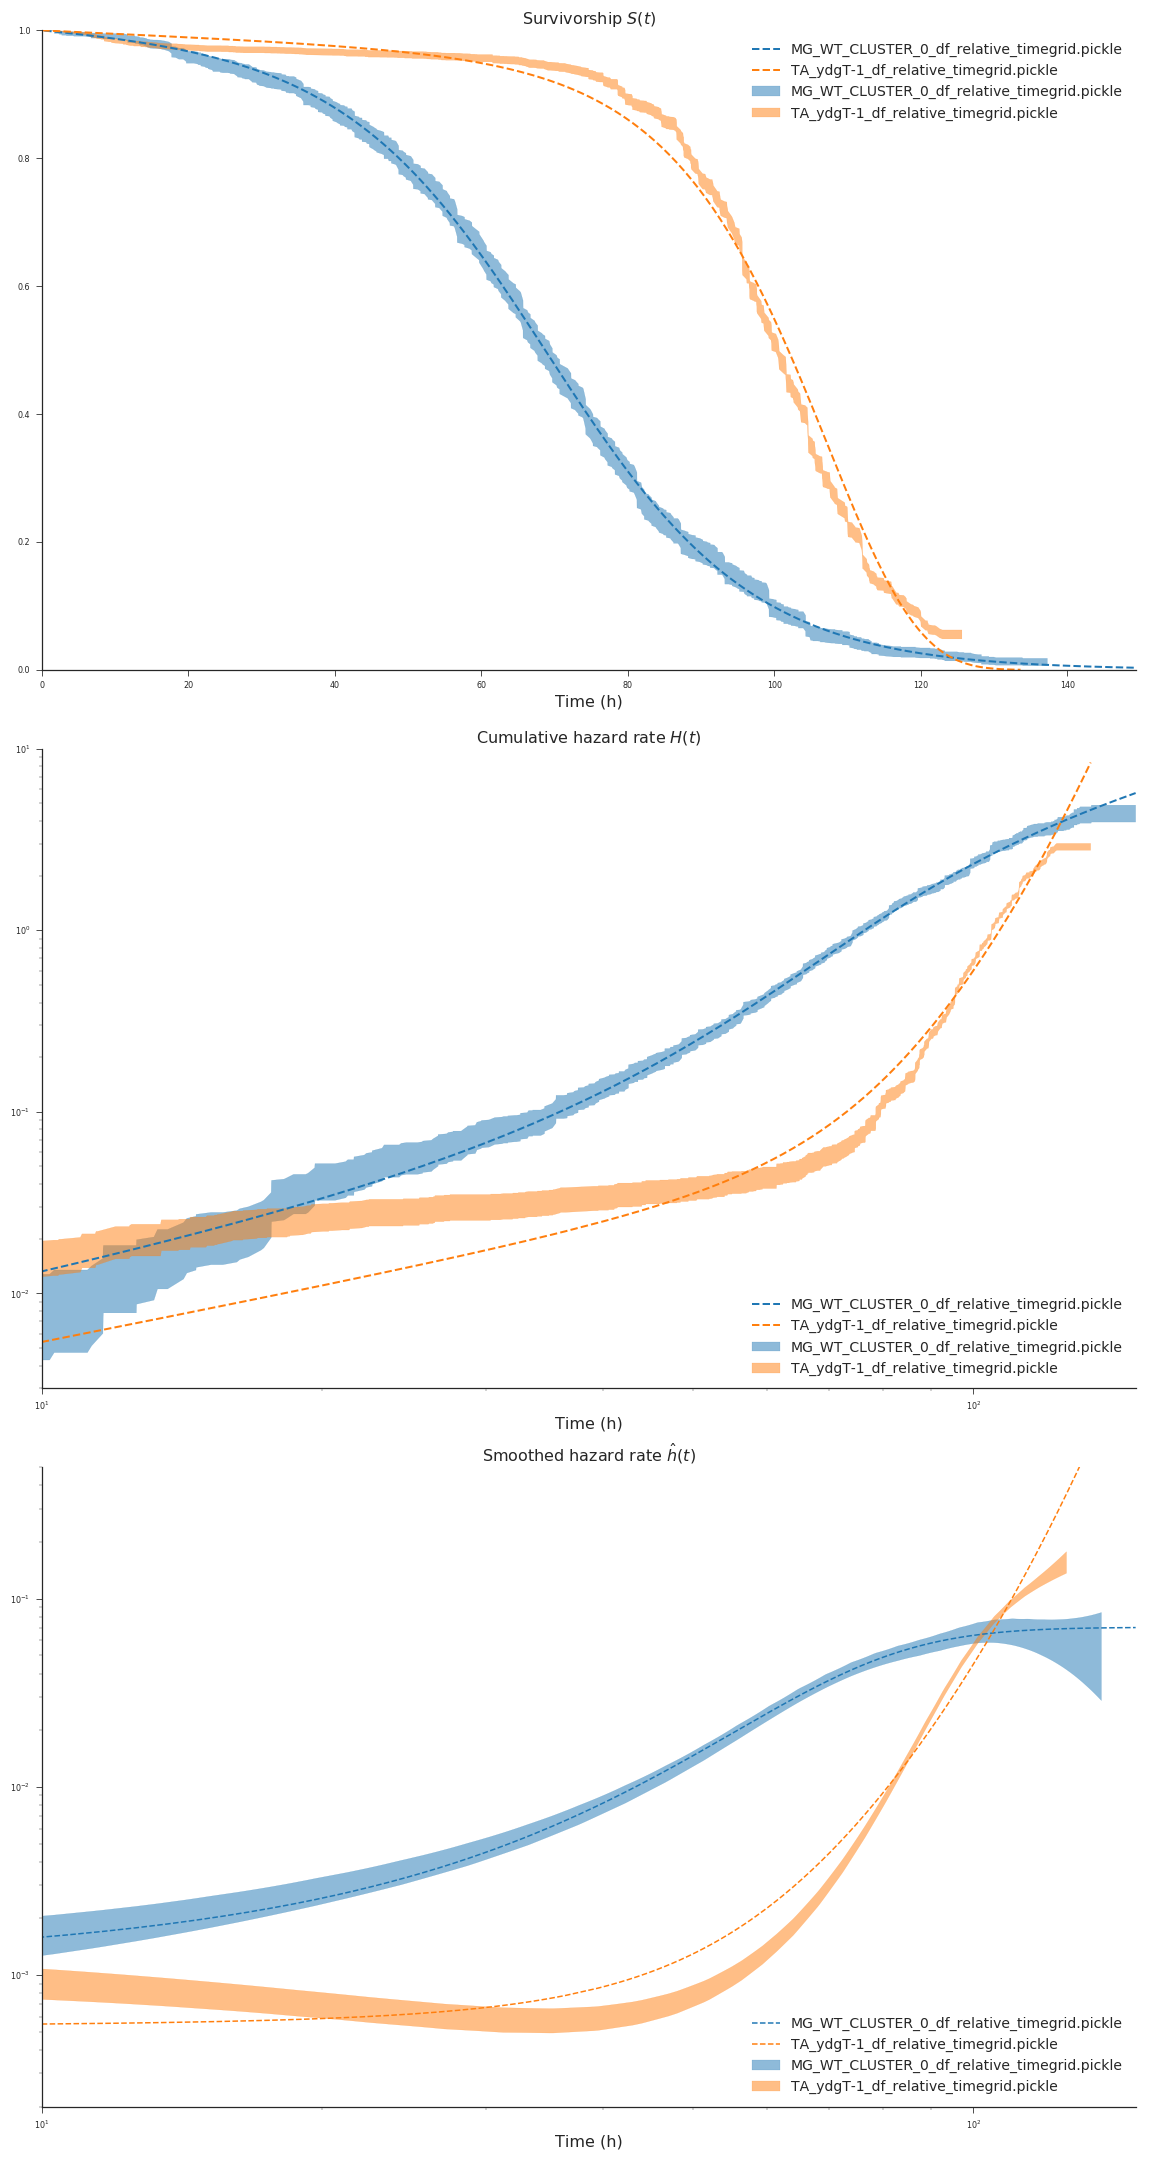 Survivorship S(t)
1.0
0.8
0.6
0.4
0.2
0.0
MG_WT_CLUSTER_0_df_relative_timegrid.pickle
TA_ydgT-1_df_relative_timegrid.pickle
MG_WT_CLUSTER_0_df_relative_timegrid.pickle
TA_ydgT-1_df_relative_timegrid.pickle
0 20 40 60 80 100 120 140
Time (h)
Cumulative hazard rate H(t)
10¹
10⁰
10⁻¹
10⁻²
MG_WT_CLUSTER_0_df_relative_timegrid.pickle
TA_ydgT-1_df_relative_timegrid.pickle
MG_WT_CLUSTER_0_df_relative_timegrid.pickle
TA_ydgT-1_df_relative_timegrid.pickle
10¹ 10²
Time (h)
Smoothed hazard rate ĥ(t)
10⁻¹
10⁻²
10⁻³
MG_WT_CLUSTER_0_df_relative_timegrid.pickle
TA_ydgT-1_df_relative_timegrid.pickle
MG_WT_CLUSTER_0_df_relative_timegrid.pickle
TA_ydgT-1_df_relative_timegrid.pickle
10¹ 10²
Time (h)